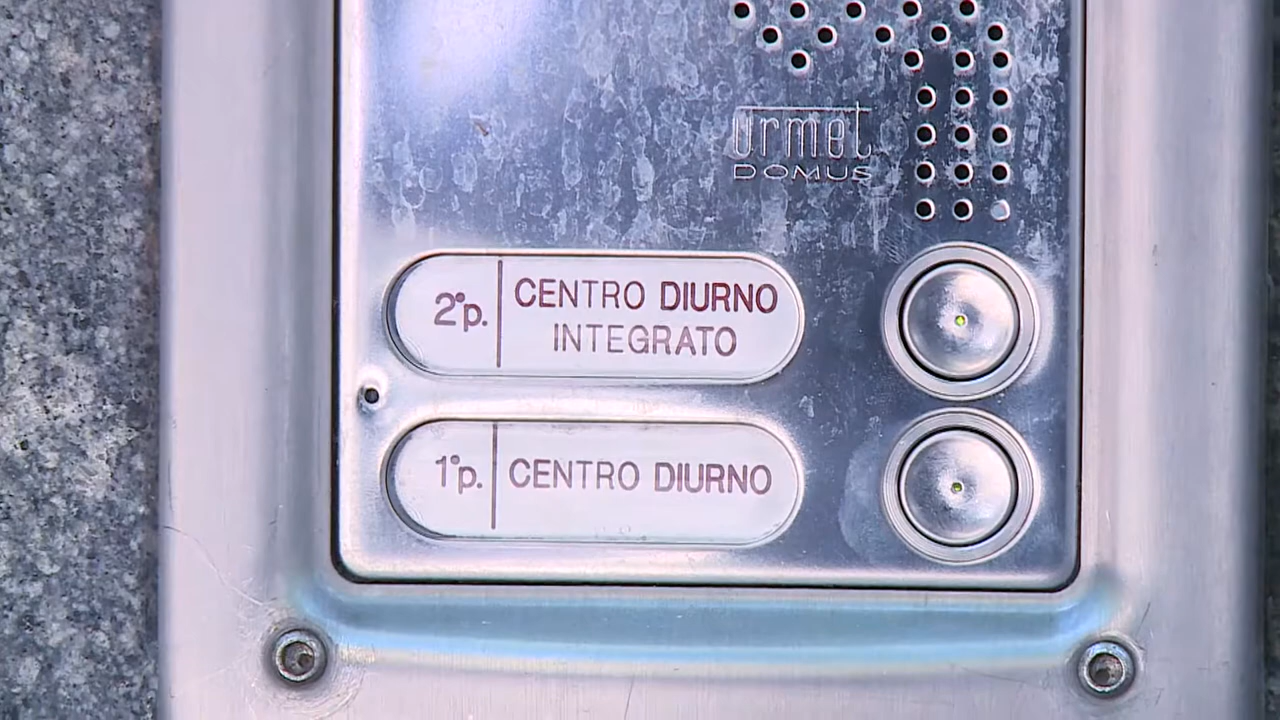 urmet
DOMUS
2°p. CENTRO DIURNO
INTEGRATO
1°p. CENTRO DIURNO